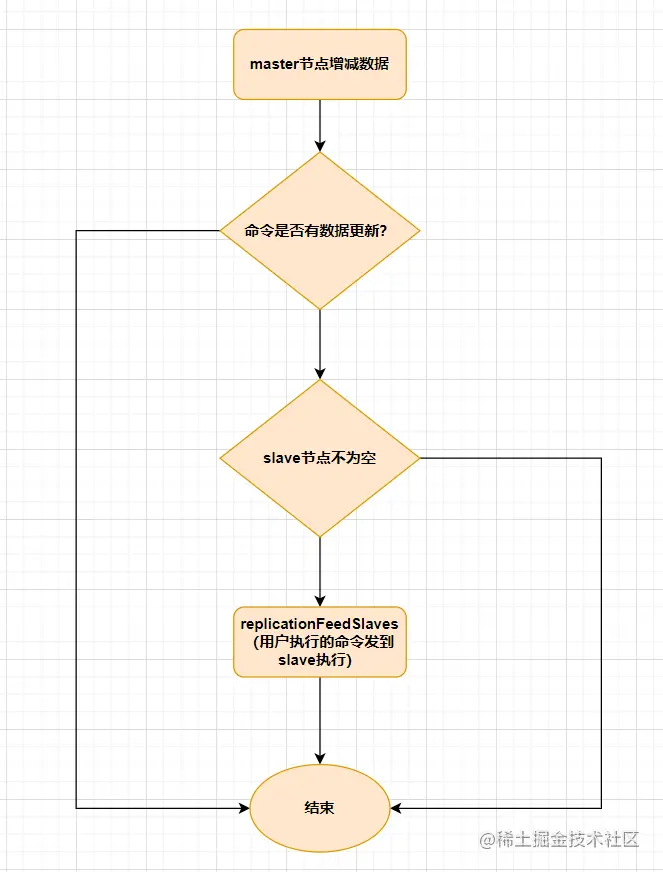 master节点增减数据
命令是否有数据更新?
slave节点不为空
replicationFeedSlaves
(用户执行的命令发到
slave执行)
结束
@稀土掘金技术社区